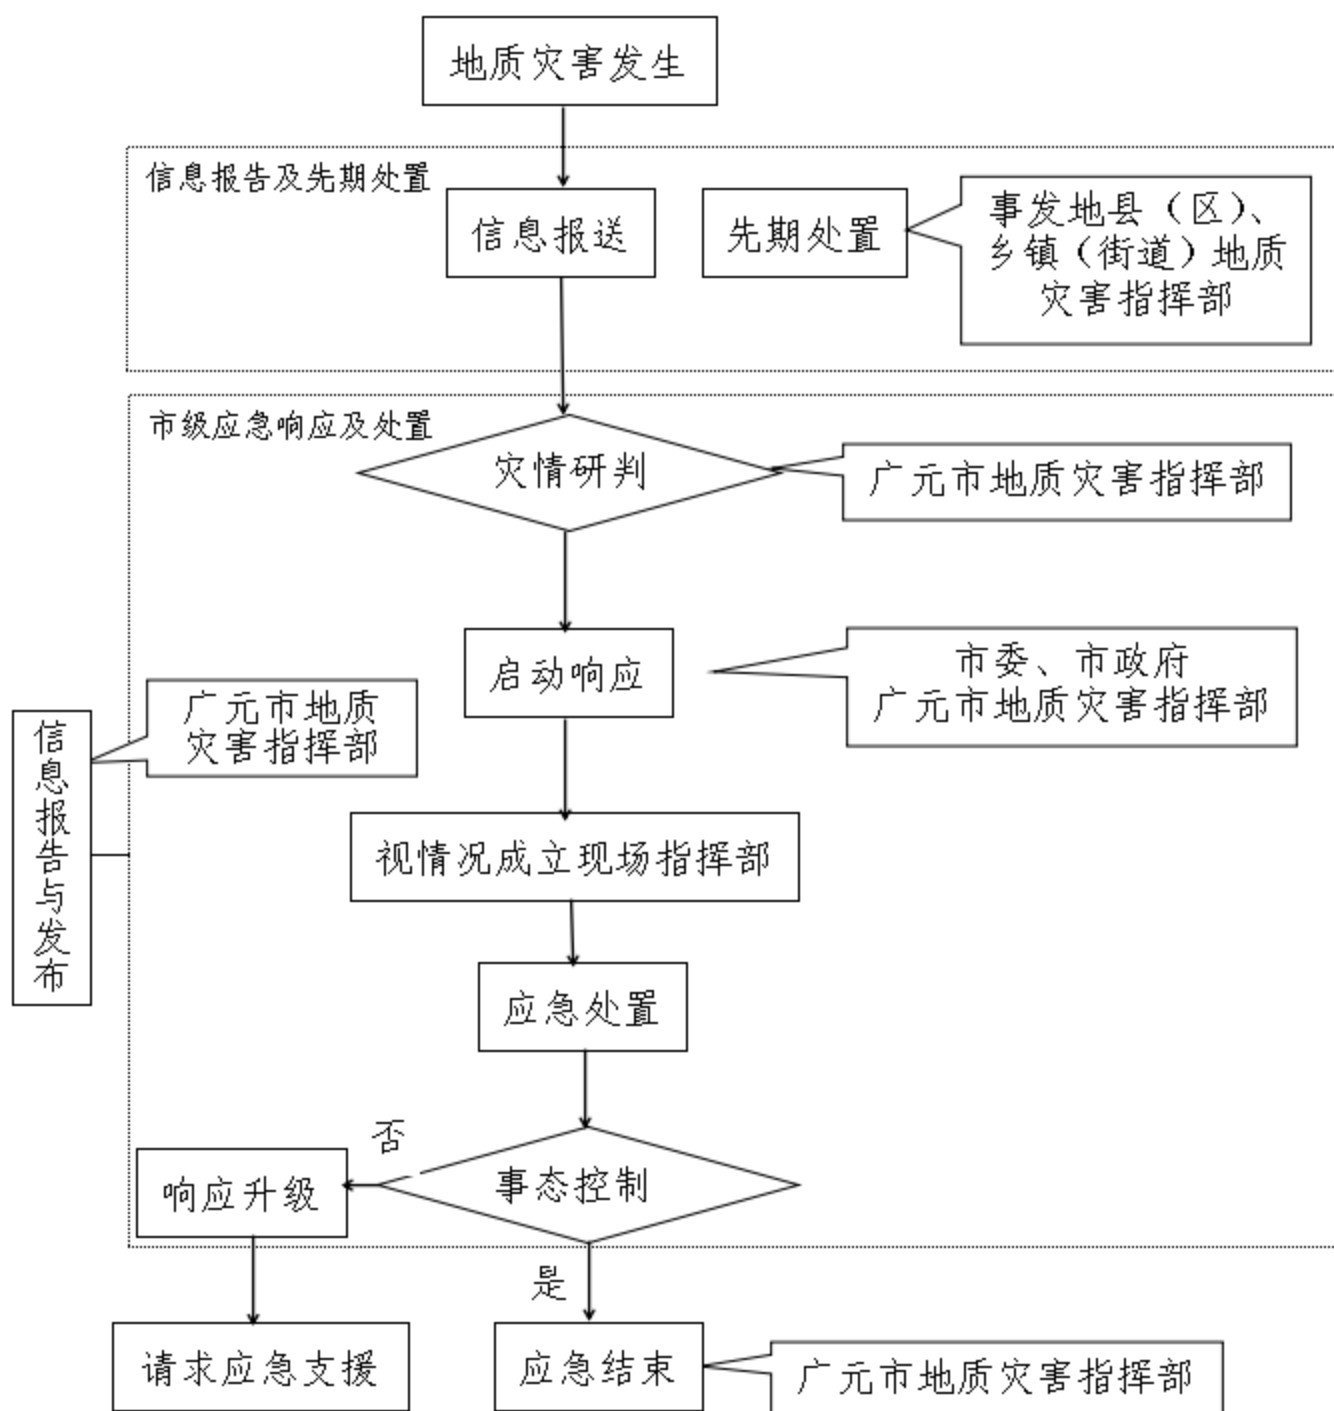 地质灾害发生
信息报告及先期处置
信息报送
先期处置
事发地县（区）、
乡镇（街道）地质
灾害指挥部
市级应急响应及处置
灾情研判
广元市地质灾害指挥部
启动响应
市委、市政府
广元市地质灾害指挥部
广元市地质
灾害指挥部
信息报告与发布
视情况成立现场指挥部
应急处置
否
事态控制
响应升级
是
请求应急支援
应急结束
广元市地质灾害指挥部